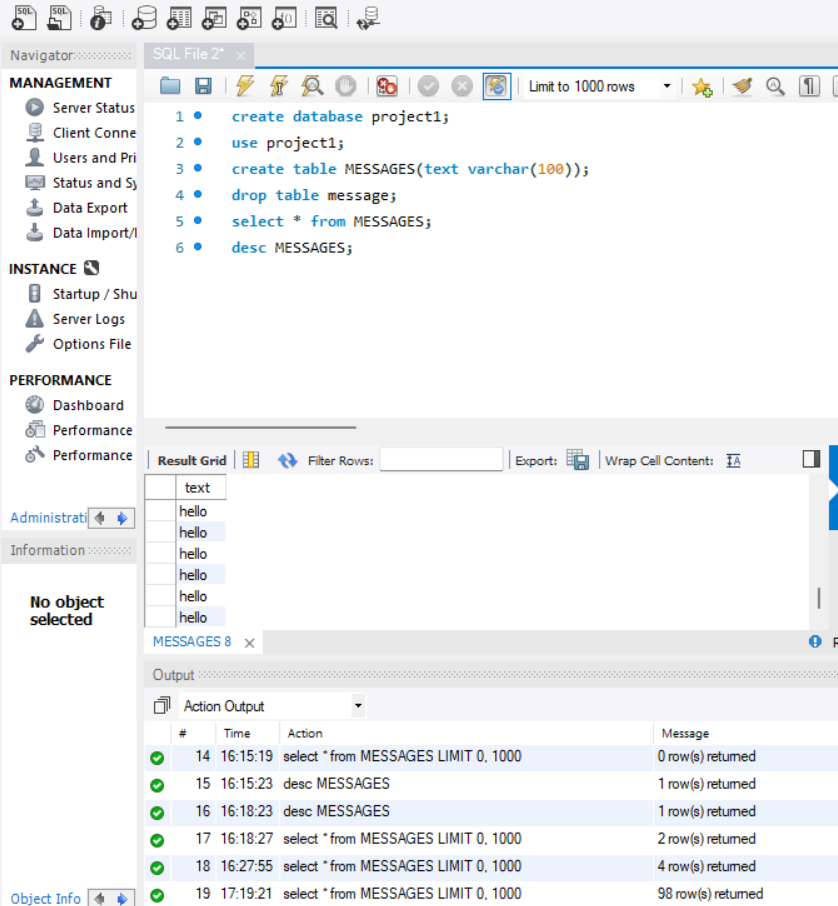 SQL
SQL
Navigator
SQL File 2*
MANAGEMENT
Server Status
Client Conne
Users and Pri
Status and Sy
Data Export
Data Import/
INSTANCE
Startup / Shu
Server Logs
Options File
PERFORMANCE
Dashboard
Performance
Performance
Administrati
Information
No object
selected
Object Info
Limit to 1000 rows
1 create database project1;
2 use project1;
3 create table MESSAGES(text varchar(100));
4 drop table message;
5 select * from MESSAGES;
6 desc MESSAGES;
Result Grid Filter Rows: Export: Wrap Cell Content: IA
text
hello
hello
hello
hello
hello
hello
MESSAGES 8
Output
Action Output
# Time Action Message
14 16:15:19 select * from MESSAGES LIMIT 0, 1000 0 row(s) returned
15 16:15:23 desc MESSAGES 1 row(s) returned
16 16:18:23 desc MESSAGES 1 row(s) returned
17 16:18:27 select * from MESSAGES LIMIT 0, 1000 2 row(s) returned
18 16:27:55 select * from MESSAGES LIMIT 0, 1000 4 row(s) returned
19 17:19:21 select * from MESSAGES LIMIT 0, 1000 98 row(s) returned